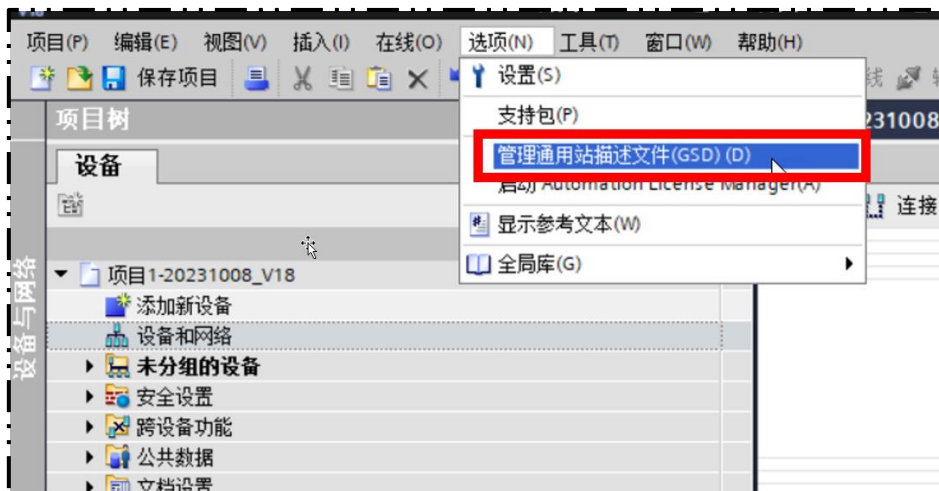 项目(P) 编辑(E) 视图(V) 插入(I) 在线(O) 选项(N) 工具(T) 窗口(W) 帮助(H)
保存项目
设置(S)
项目树
支持包(P)
231008
设备
管理通用站描述文件(GSD) (D)
启动 Automation License Manager(A)
连接
显示参考文本(W)
全局库(G)
设备与网络
项目1-20231008_V18
添加新设备
设备和网络
未分组的设备
安全设置
跨设备功能
公共数据
文档设置